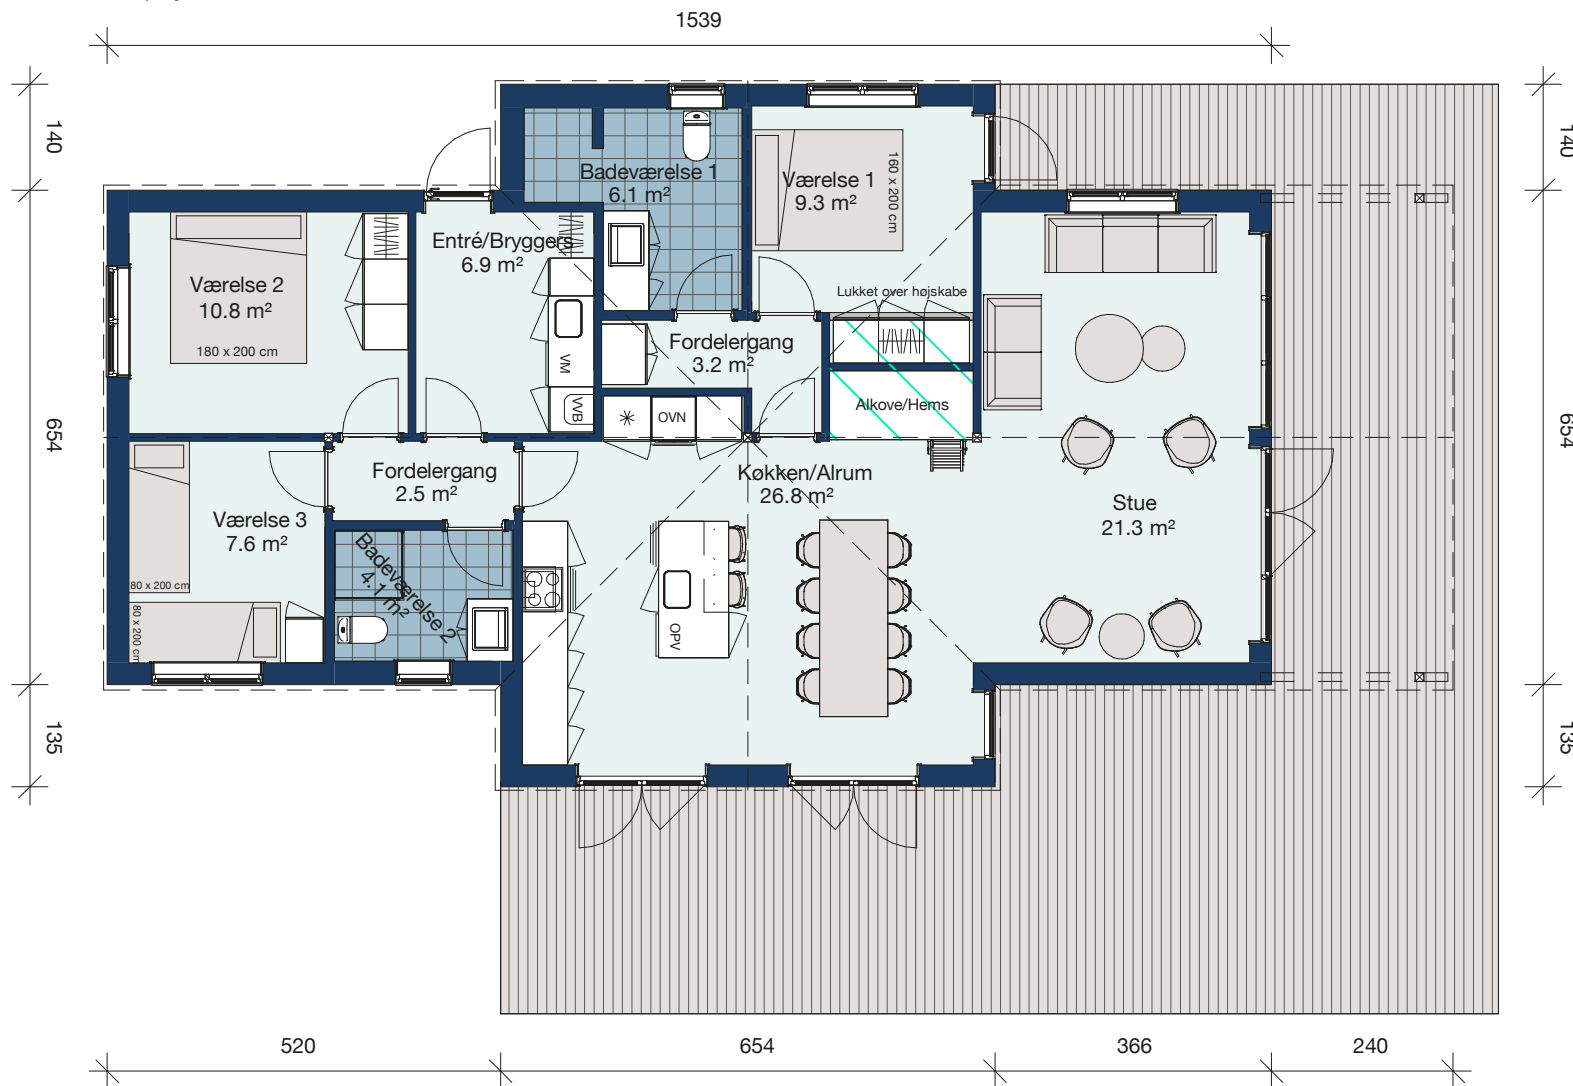 1539
140
140
Badeværelse 1
6.1 m²
Værelse 1
9.3 m²
160 x 200 cm
Entré/Bryggers
6.9 m²
Værelse 2
10.8 m²
180 x 200 cm
Lukket over højskabe
Fordelergang
3.2 m²
VM
VVB
OVN
Alkove/Hems
654
654
Fordelergang
2.5 m²
Køkken/Alrum
26.8 m²
Stue
21.3 m²
Værelse 3
7.6 m²
80 x 200 cm
80 x 200 cm
Badeværelse 2
4.1 m²
OPV
135
135
520
654
366
240